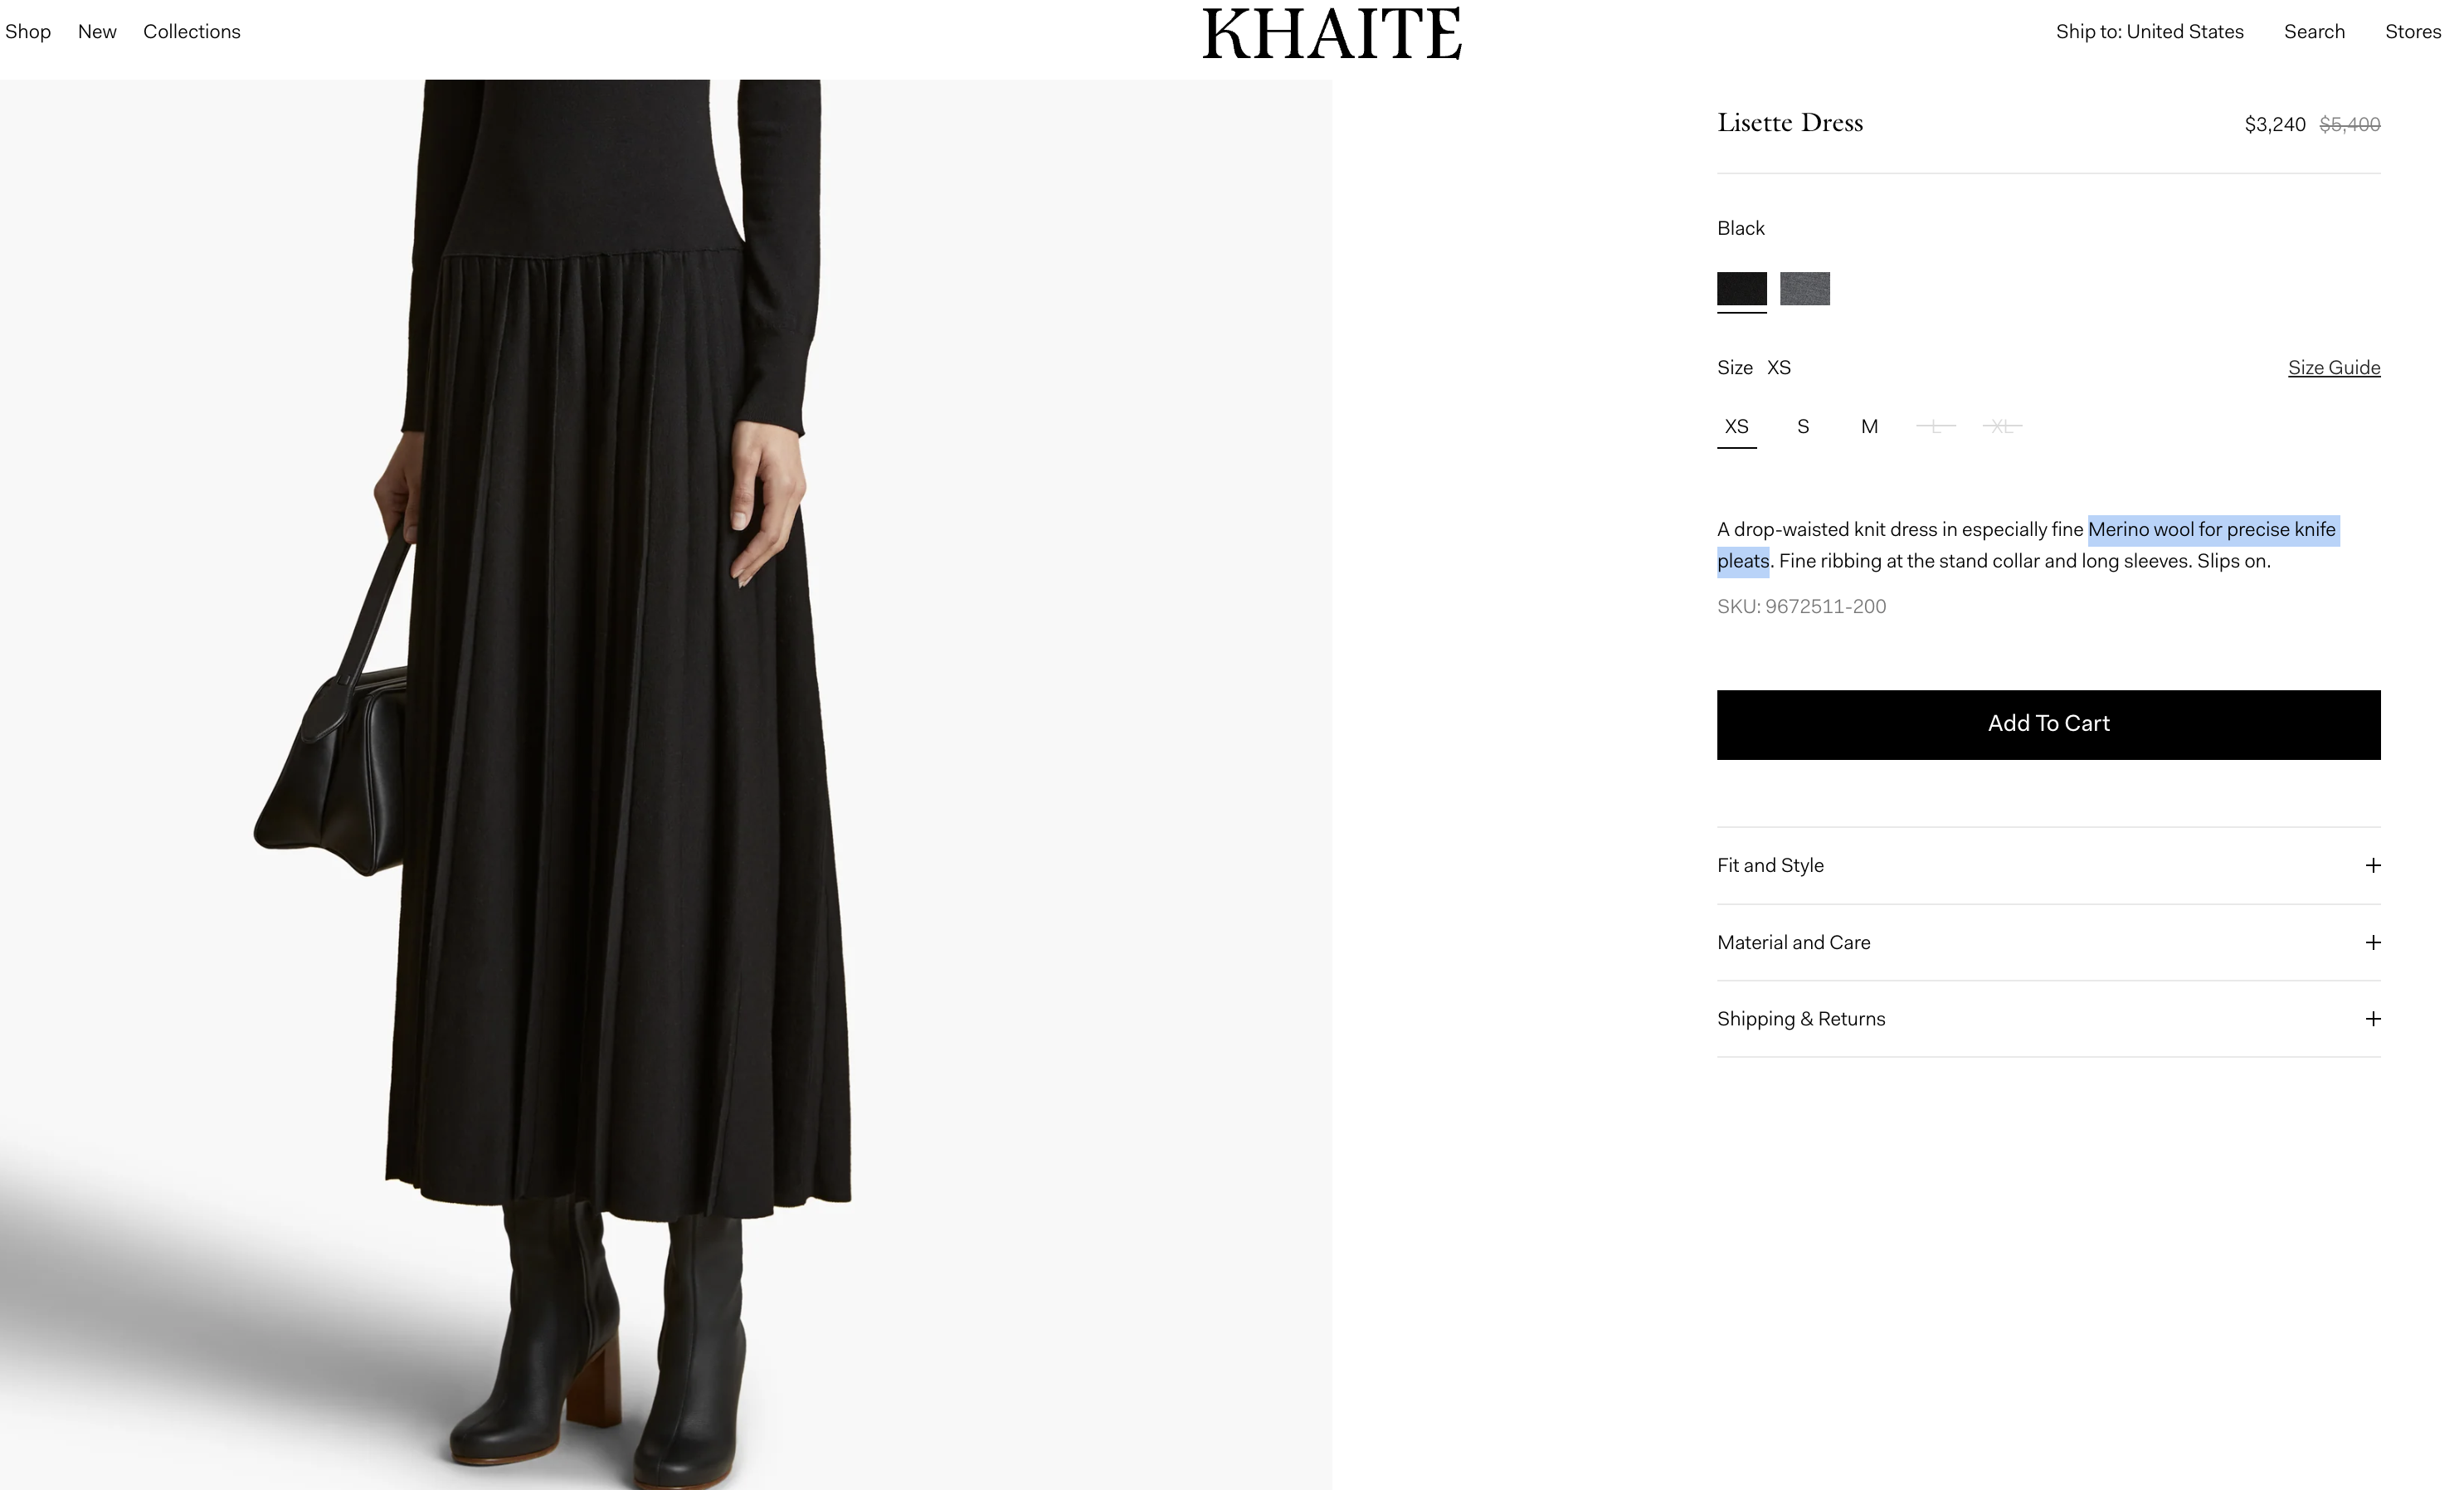 Shop New Collections
KHAITE
Ship to: United States Search Stores
Lisette Dress
$3,240 $5,400
Black
Size XS
Size Guide
XS S M L XL
A drop-waisted knit dress in especially fine Merino wool for precise knife
pleats. Fine ribbing at the stand collar and long sleeves. Slips on.
SKU: 9672511-200
Add To Cart
Fit and Style
Material and Care
Shipping & Returns